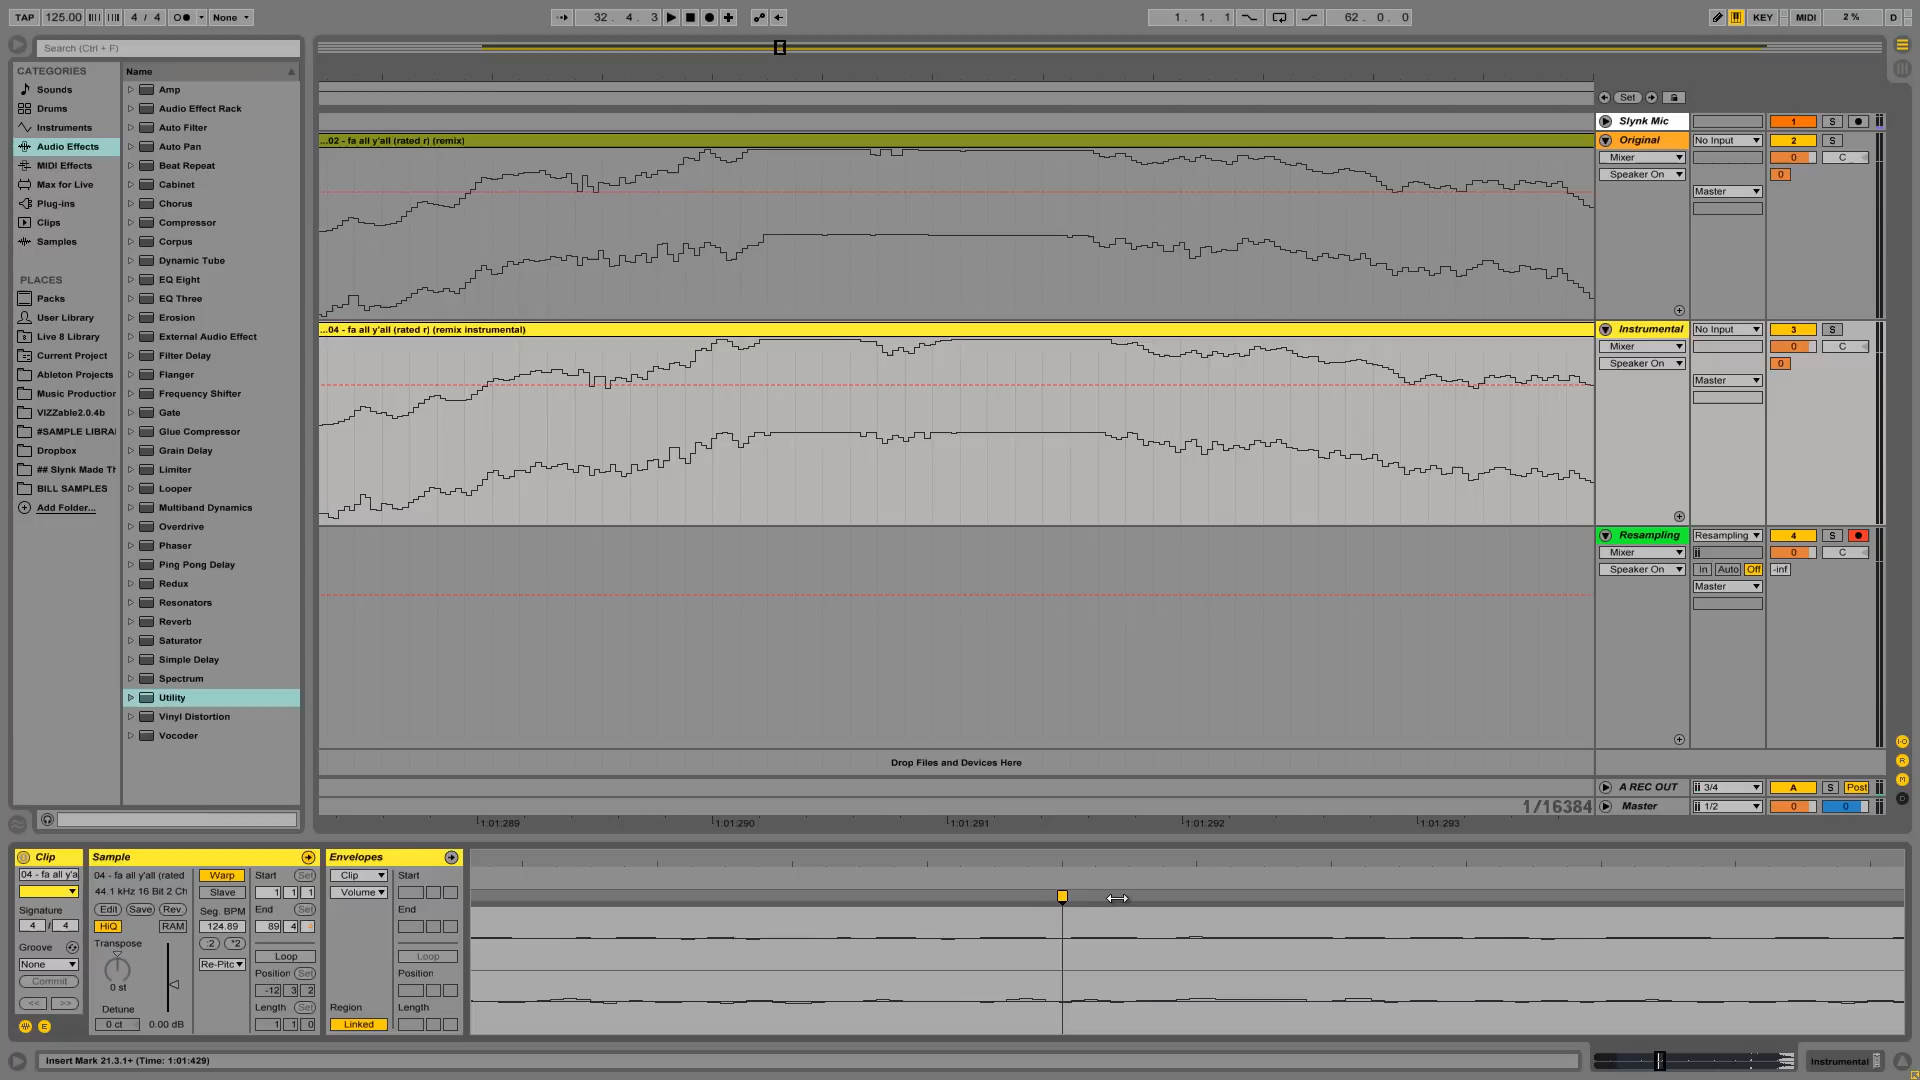 TAP 125.00 4 / 4 None 32. 4. 3 1. 1. 1 62. 0. 0 KEY MIDI 2 % D
Search (Ctrl + F)
CATEGORIES
Sounds
Drums
Instruments
Audio Effects
MIDI Effects
Max for Live
Plug-ins
Clips
Samples
PLACES
Packs
User Library
Live 8 Library
Current Project
Ableton Projects
Music Productior
VIZZable2.0.4b
#SAMPLE LIBRA
Dropbox
## Slynk Made Th
BILL SAMPLES
Add Folder...
Name
Amp
Audio Effect Rack
Auto Filter
Auto Pan
Beat Repeat
Cabinet
Chorus
Compressor
Corpus
Dynamic Tube
EQ Eight
EQ Three
Erosion
External Audio Effect
Filter Delay
Flanger
Frequency Shifter
Gate
Glue Compressor
Grain Delay
Limiter
Looper
Multiband Dynamics
Overdrive
Phaser
Ping Pong Delay
Redux
Resonators
Reverb
Saturator
Simple Delay
Spectrum
Utility
Vinyl Distortion
Vocoder
Set
Slynk Mic 1 S
...02 - fa all y'all (rated r) (remix)
Original No Input 2 S
Mixer 0 C
Speaker On 0
Master
...04 - fa all y'all (rated r) (remix instrumental)
Instrumental No Input 3 S
Mixer 0 C
Speaker On 0
Master
Resampling Resampling 4 S
Mixer 0 C
Speaker On In Auto Off -inf
Master
Drop Files and Devices Here
A REC OUT 3/4 A S Post
1/16384 Master 1/2 0 0
1:01:289 1:01:290 1:01:291 1:01:292 1:01:293
Clip
04 - fa all y'a
Signature
4 / 4
Groove
None
Commit
<< >>
E
Sample
04 - fa all y'all (rated
44.1 kHz 16 Bit 2 Ch
Edit Save Rev
HiQ RAM
Transpose
0 st
Detune
0 ct 0.00 dB
Warp
Slave
Seg. BPM
124.89
:2 *2
Re-Pitc
Start Set
1 1 1
End Set
89 4
Loop
Position Set
-12 3 2
Length Set
1 1 0
Envelopes
Clip
Volume
Region
Linked
Start
End
Loop
Position
Length
Insert Mark 21.3.1+ (Time: 1:01:429)
Instrumental